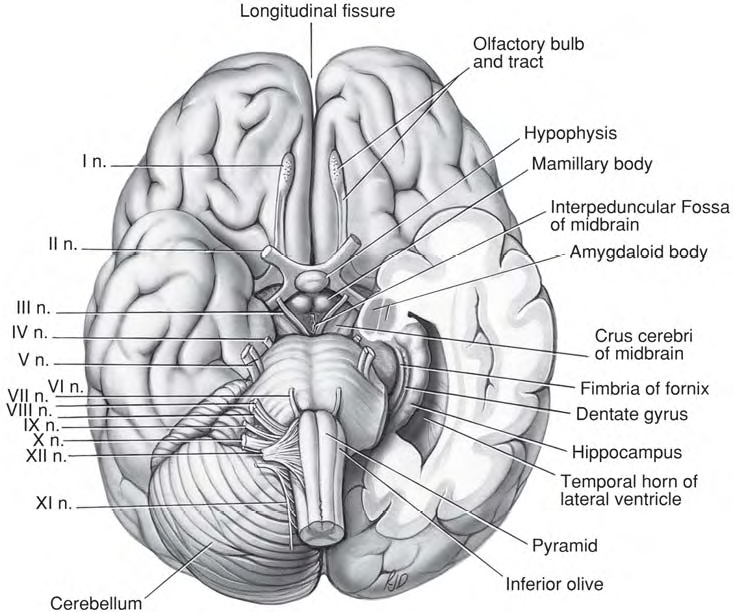 Longitudinal fissure
Olfactory bulb
and tract
Hypophysis
Mamillary body
Interpeduncular Fossa
of midbrain
Amygdaloid body
Crus cerebri
of midbrain
Fimbria of fornix
Dentate gyrus
Hippocampus
Temporal horn of
lateral ventricle
Pyramid
Inferior olive
I n.
II n.
III n.
IV n.
V n.
VI n.
VII n.
VIII n.
IX n.
X n.
XII n.
XI n.
Cerebellum